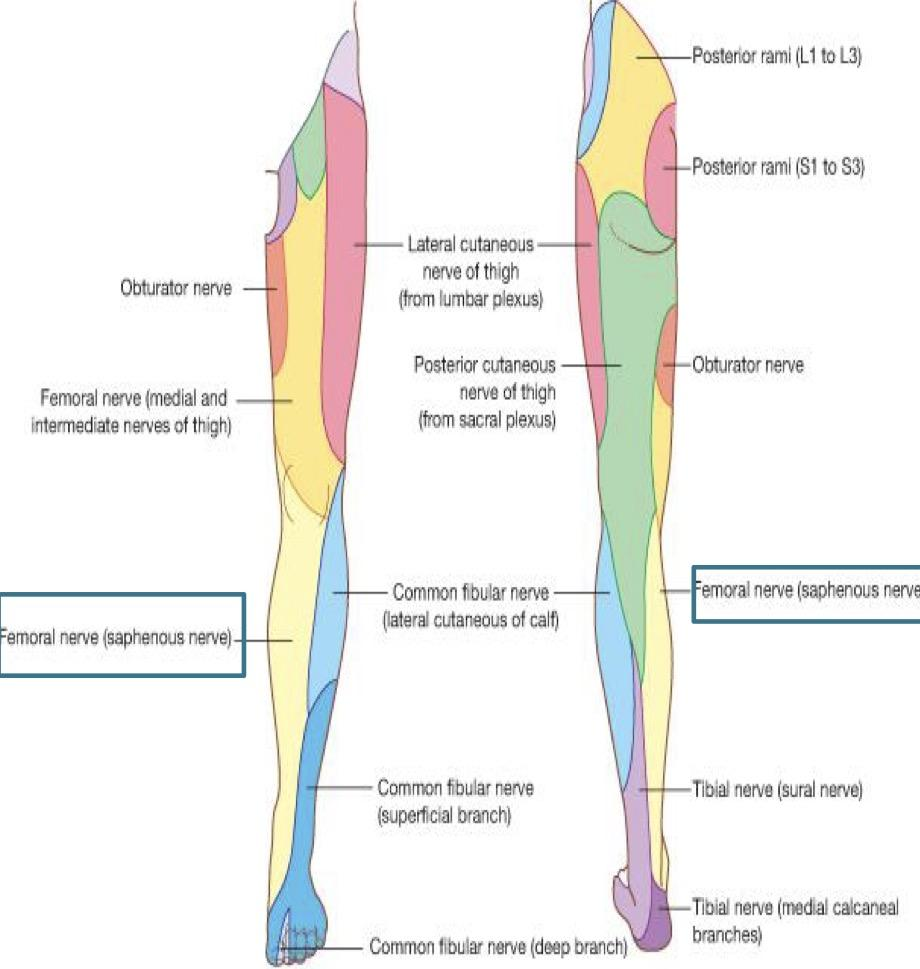 Posterior rami (L1 to L3)
Posterior rami (S1 to S3)
Lateral cutaneous
nerve of thigh
(from lumbar plexus)
Obturator nerve
Posterior cutaneous
nerve of thigh
(from sacral plexus)
Obturator nerve
Femoral nerve (medial and
intermediate nerves of thigh)
Common fibular nerve
(lateral cutaneous of calf)
Femoral nerve (saphenous nerve
Femoral nerve (saphenous nerve)
Common fibular nerve
(superficial branch)
Tibial nerve (sural nerve)
Tibial nerve (medial calcaneal
branches)
Common fibular nerve (deep branch)